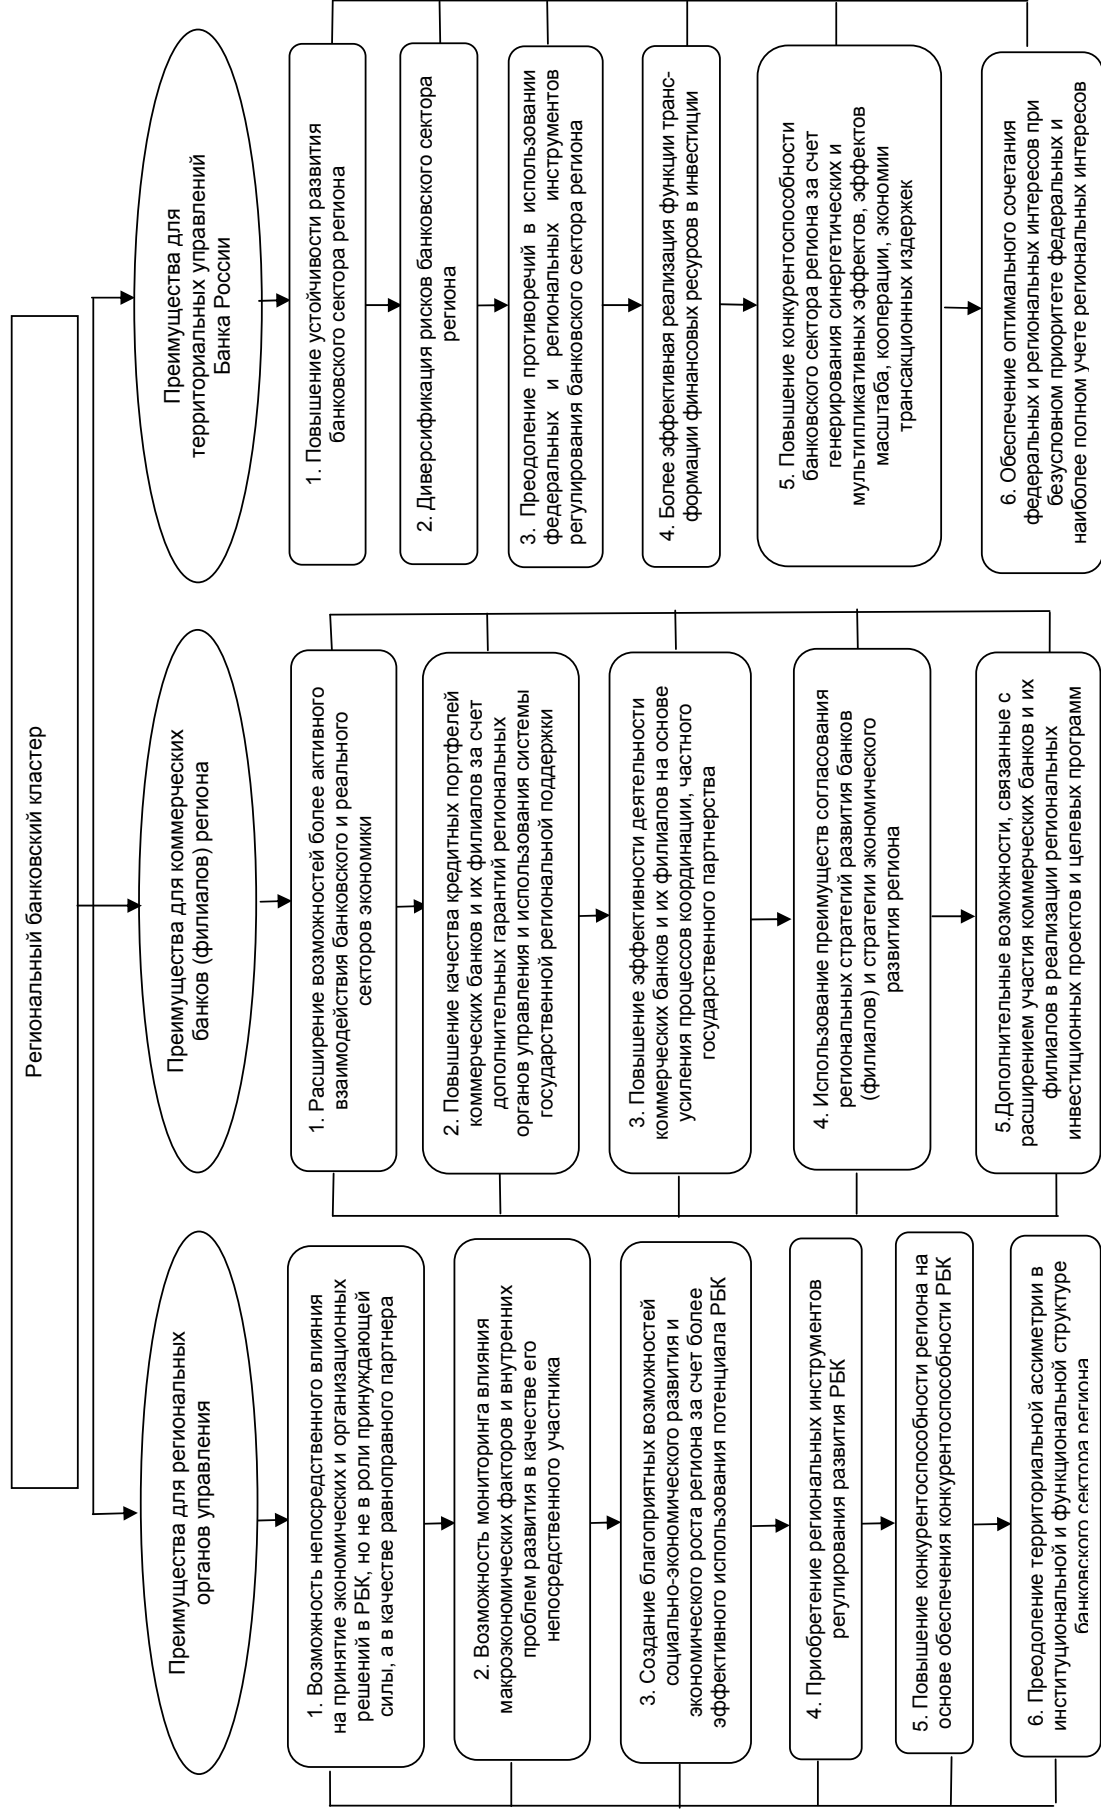 Региональный банковский кластер
Преимущества для региональных
органов управления
1. Возможность непосредственного влияния
на принятие экономических и организационных
решений в РБК, но не в роли принуждающей
силы, а в качестве равноправного партнера
2. Возможность мониторинга влияния
макроэкономических факторов и внутренних
проблем развития в качестве его
непосредственного участника
3. Создание благоприятных возможностей
социально-экономического развития и
экономического роста региона за счет более
эффективного использования потенциала РБК
4. Приобретение региональных инструментов
регулирования развития РБК
5. Повышение конкурентоспособности региона на
основе обеспечения конкурентоспособности РБК
6. Преодоление территориальной ассиметрии в
институциональной и функциональной структуре
банковского сектора региона
Преимущества для коммерческих
банков (филиалов) региона
1. Расширение возможностей более активного
взаимодействия банковского и реального
секторов экономики
2. Повышение качества кредитных портфелей
коммерческих банков и их филиалов за счет
дополнительных гарантий региональных
органов управления и использования системы
государственной региональной поддержки
3. Повышение эффективности деятельности
коммерческих банков и их филиалов на основе
усиления процессов координации, частного
государственного партнерства
4. Использование преимуществ согласования
региональных стратегий развития банков
(филиалов) и стратегии экономического
развития региона
5.Дополнительные возможности, связанные с
расширением участия коммерческих банков и их
филиалов в реализации региональных
инвестиционных проектов и целевых программ
Преимущества для
территориальных управлений
Банка России
1. Повышение устойчивости развития
банковского сектора региона
2. Диверсификация рисков банковского сектора
региона
3. Преодоление противоречий в использовании
федеральных и региональных инструментов
регулирования банковского сектора региона
4. Более эффективная реализация функции транс-
формации финансовых ресурсов в инвестиции
5. Повышение конкурентоспособности
банковского сектора региона за счет
генерирования синергетических и
мультипликативных эффектов, эффектов
масштаба, кооперации, экономии
трансакционных издержек
6. Обеспечение оптимального сочетания
федеральных и региональных интересов при
безусловном приоритете федеральных и
наиболее полном учете региональных интересов